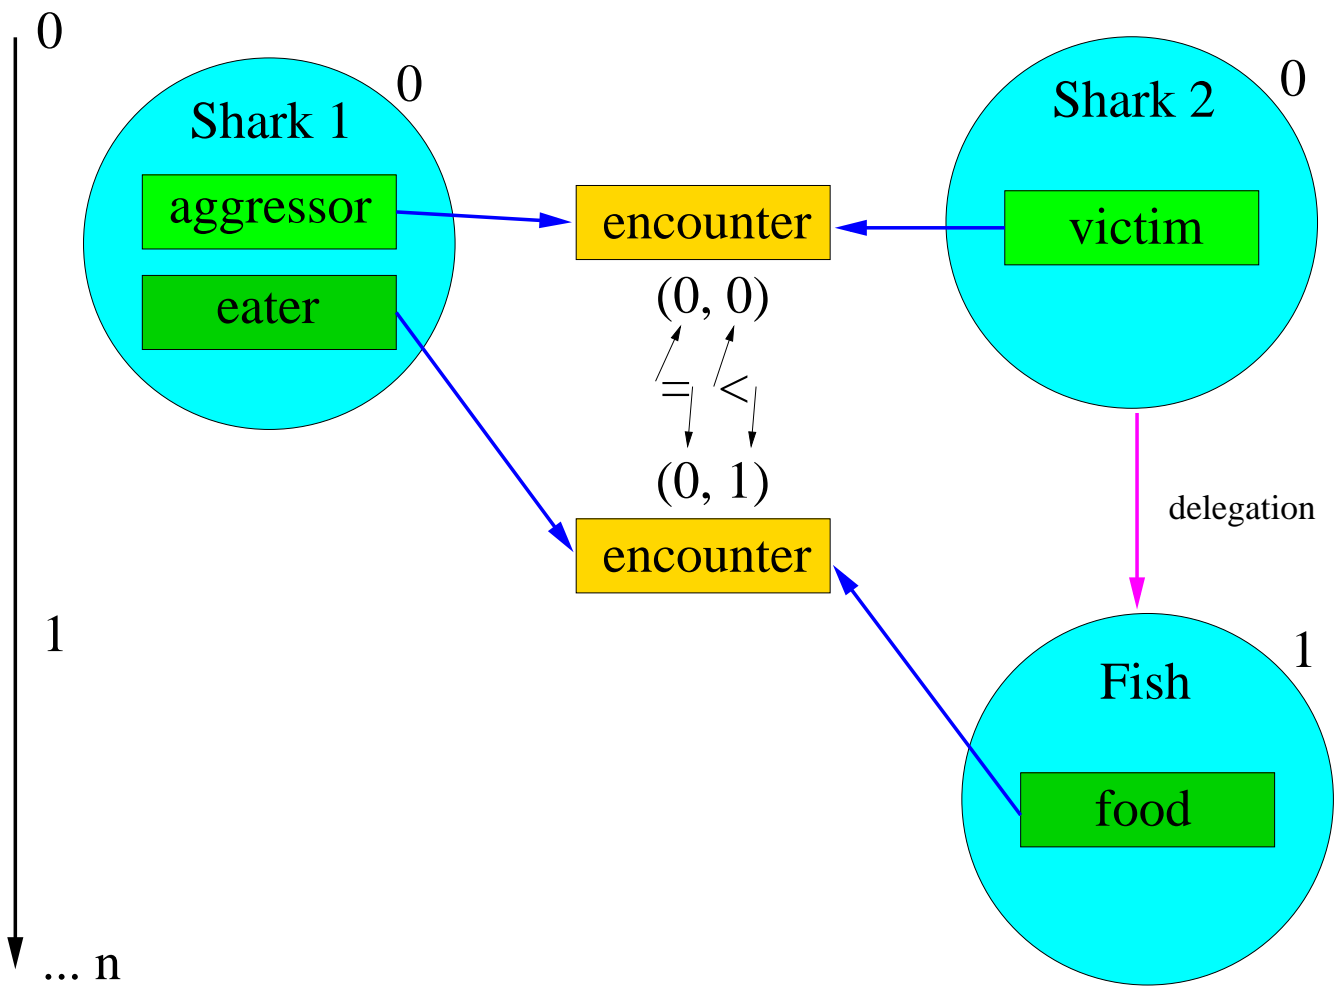 0
0
0
Shark 1
Shark 2
aggressor
encounter
victim
eater
(0, 0)
= <
(0, 1)
delegation
encounter
1
1
Fish
food
... n